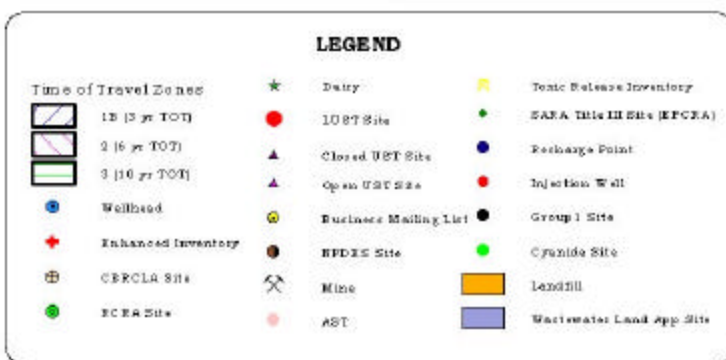 LEGEND
Time of Travel Zones
1B (3 yr TOT)
2 (6 yr TOT)
3 (10 yr TOT)
Wellhead
Enhanced Inventory
CERCLA Site
RCRA Site
Dairy
LUST Site
Closed UST Site
Open UST Site
Business Mailing List
NPDES Site
Mine
AST
Toxic Release Inventory
SARA Title III Site (EPCRA)
Recharge Point
Injection Well
Group 1 Site
Cyanide Site
Landfill
Wastewater Land App Site